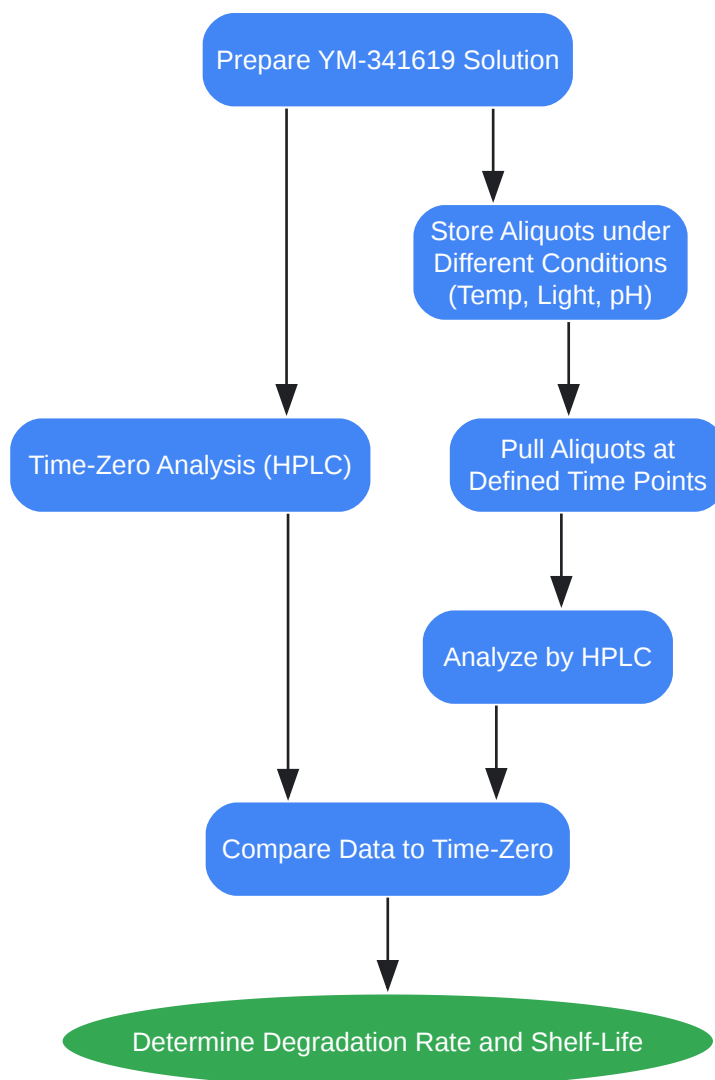 Prepare YM-341619 Solution
Store Aliquots under
Different Conditions
(Temp, Light, pH)
Time-Zero Analysis (HPLC)
Pull Aliquots at
Defined Time Points
Analyze by HPLC
Compare Data to Time-Zero
Determine Degradation Rate and Shelf-Life